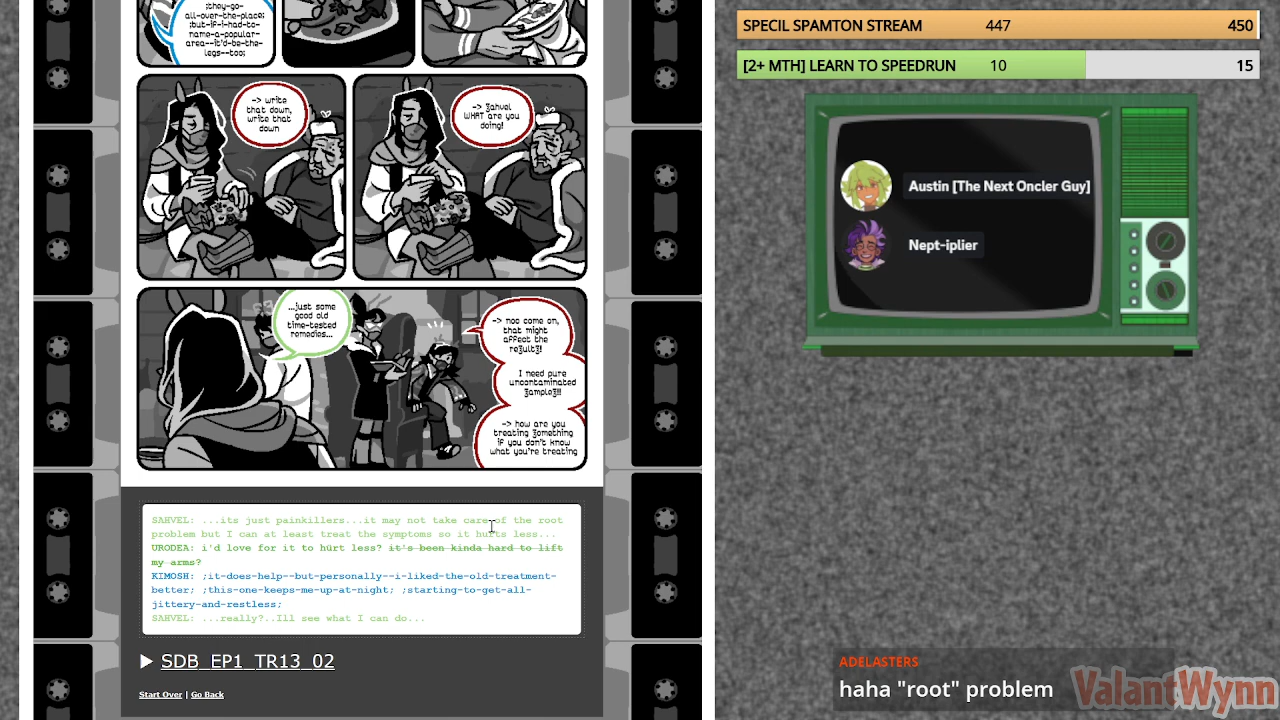 ;they-go-
all-over-the-place;
;but-if-i-had-to-
name-a-popular-
area--it'd-be-the-
legs--too;
-> write
that down,
write that
down
-> 3ahvel
WHAT are you
doing!
...just some
good old
time-tested
remedies...
-> noo come on,
that might
affect the
re3ult3!
I need pure
uncontaminated
3ample3!!!
-> how are you
treating 3omething
if you don't know
what you're treating
SAHVEL: ...its just painkillers...it may not take care of the root
problem but I can at least treat the symptoms so it hurts less...
URODEA: i'd love for it to hürt less? it's been kinda hard to lift
my arms?
KIMOSH: ;it-does-help--but-personally--i-liked-the-old-treatment-
better; ;this-one-keeps-me-up-at-night; ;starting-to-get-all-
jittery-and-restless;
SAHVEL: ...really?..Ill see what I can do...
SDB_EP1_TR13_02
Start Over | Go Back
SPECIL SPAMTON STREAM 447 450
[2+ MTH] LEARN TO SPEEDRUN 10 15
Austin [The Next Oncler Guy]
Nept-iplier
ADELASTERS
haha "root" problem
ValantWynn